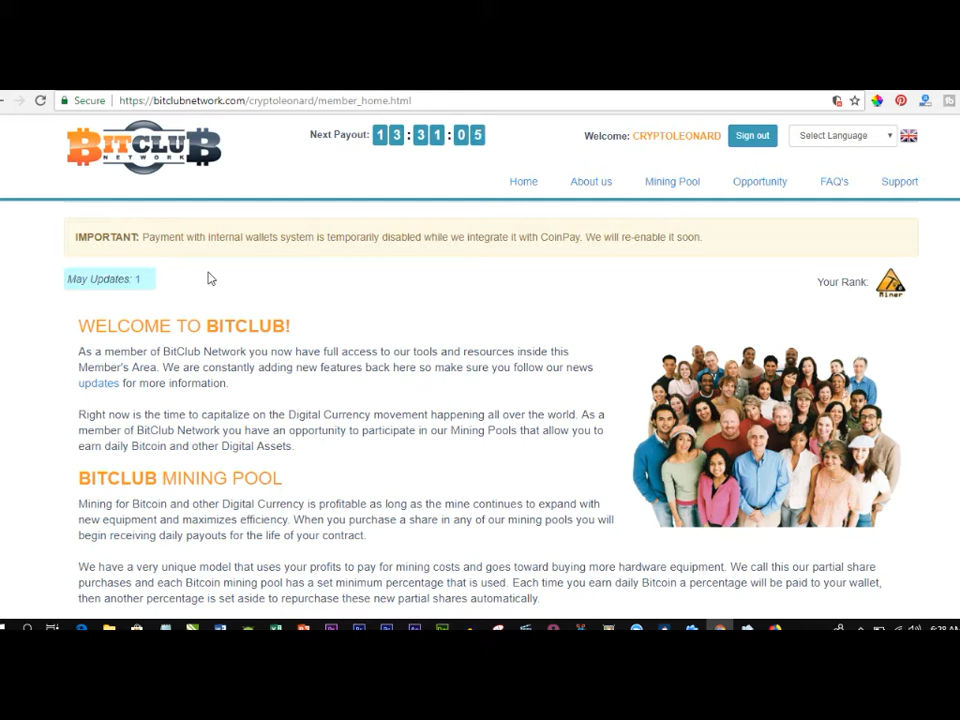 Secure https://bitclubnetwork.com/cryptoleonard/member_home.html
BITCLUB
NETWORK
Next Payout: 13:31:05
Welcome: CRYPTOLEONARD Sign out Select Language
Home About us Mining Pool Opportunity FAQ's Support
IMPORTANT: Payment with internal wallets system is temporarily disabled while we integrate it with CoinPay. We will re-enable it soon.
May Updates: 1
Your Rank: Miner
WELCOME TO BITCLUB!
As a member of BitClub Network you now have full access to our tools and resources inside this
Member's Area. We are constantly adding new features back here so make sure you follow our news
updates for more information.
Right now is the time to capitalize on the Digital Currency movement happening all over the world. As a
member of BitClub Network you have an opportunity to participate in our Mining Pools that allow you to
earn daily Bitcoin and other Digital Assets.
BITCLUB MINING POOL
Mining for Bitcoin and other Digital Currency is profitable as long as the mine continues to expand with
new equipment and maximizes efficiency. When you purchase a share in any of our mining pools you will
begin receiving daily payouts for the life of your contract.
We have a very unique model that uses your profits to pay for mining costs and goes toward buying more hardware equipment. We call this our partial share
purchases and each Bitcoin mining pool has a set minimum percentage that is used. Each time you earn daily Bitcoin a percentage will be paid to your wallet,
then another percentage is set aside to repurchase these new partial shares automatically.